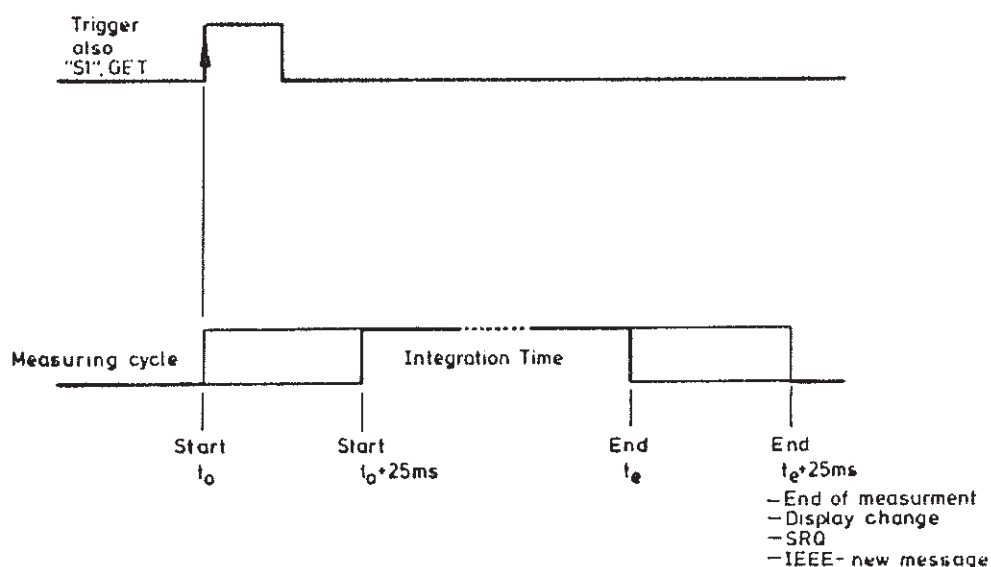 Trigger
also
"S1", GET
Measuring cycle
Integration Time
Start
t₀
Start
t₀+25ms
End
tₑ
End
tₑ+25ms
—End of measurment
—Display change
—SRQ
—IEEE- new message